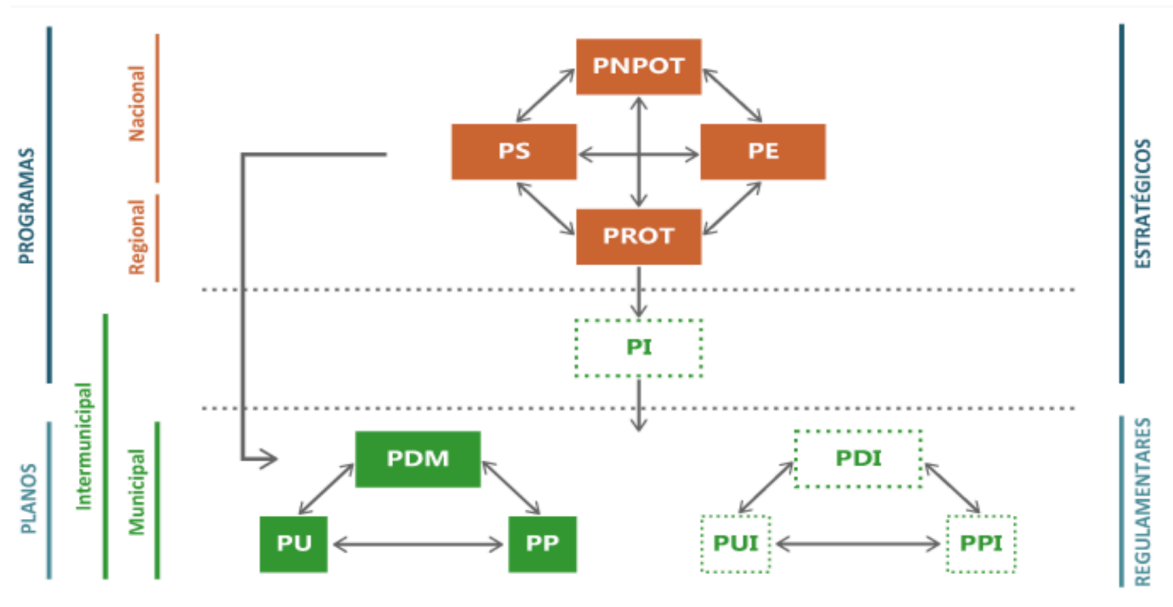 PROGRAMAS
Nacional
Regional
PNPOT
PS
PE
PROT
ESTRATÉGICOS
PI
PLANOS
Intermunicipal
Municipal
PDM
PU
PP
PDI
PUI
PPI
REGULAMENTARES